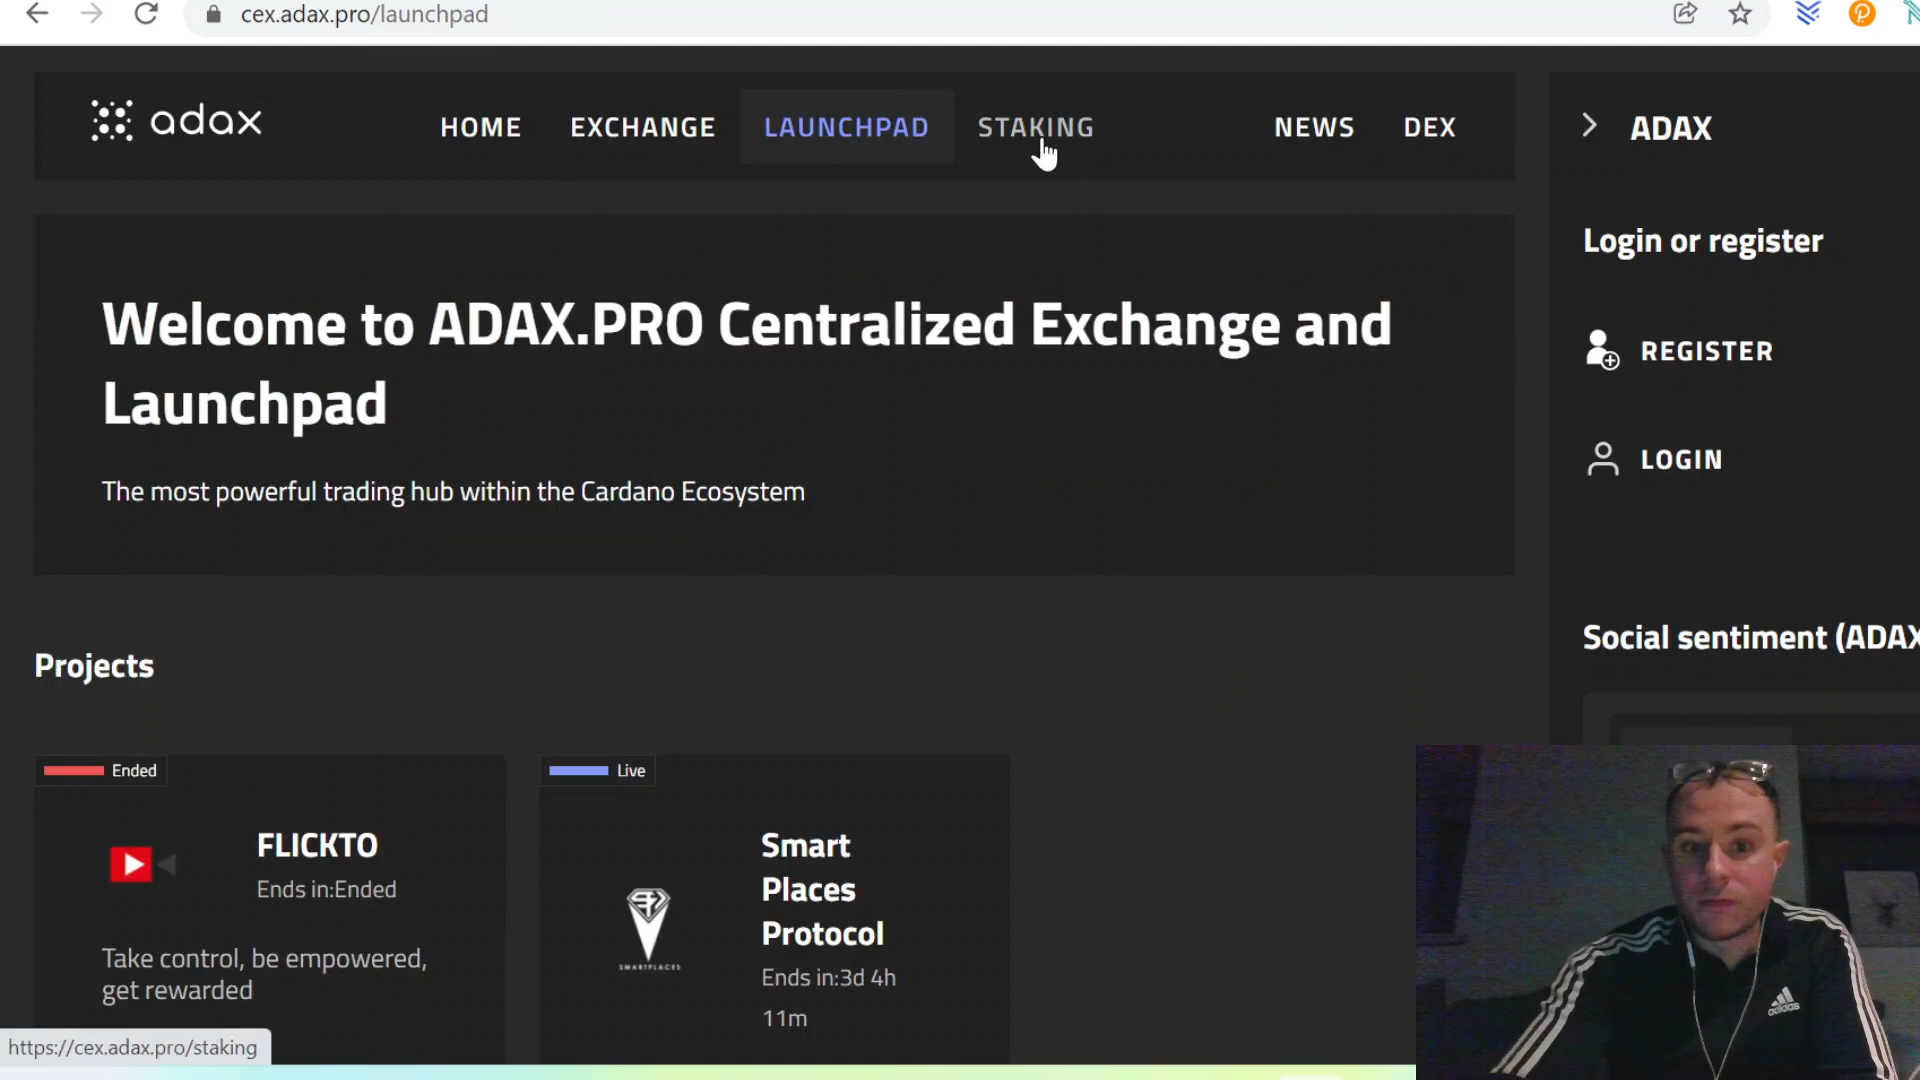 cex.adax.pro/launchpad
adax
HOME EXCHANGE LAUNCHPAD STAKING NEWS DEX
ADAX
Login or register
Welcome to ADAX.PRO Centralized Exchange and
Launchpad
REGISTER
LOGIN
The most powerful trading hub within the Cardano Ecosystem
Social sentiment (ADAX
Projects
Ended
FLICKTO
Ends in:Ended
Take control, be empowered,
get rewarded
Live
SMARTPLACES
Smart
Places
Protocol
Ends in:3d 4h
11m
adidas
https://cex.adax.pro/staking